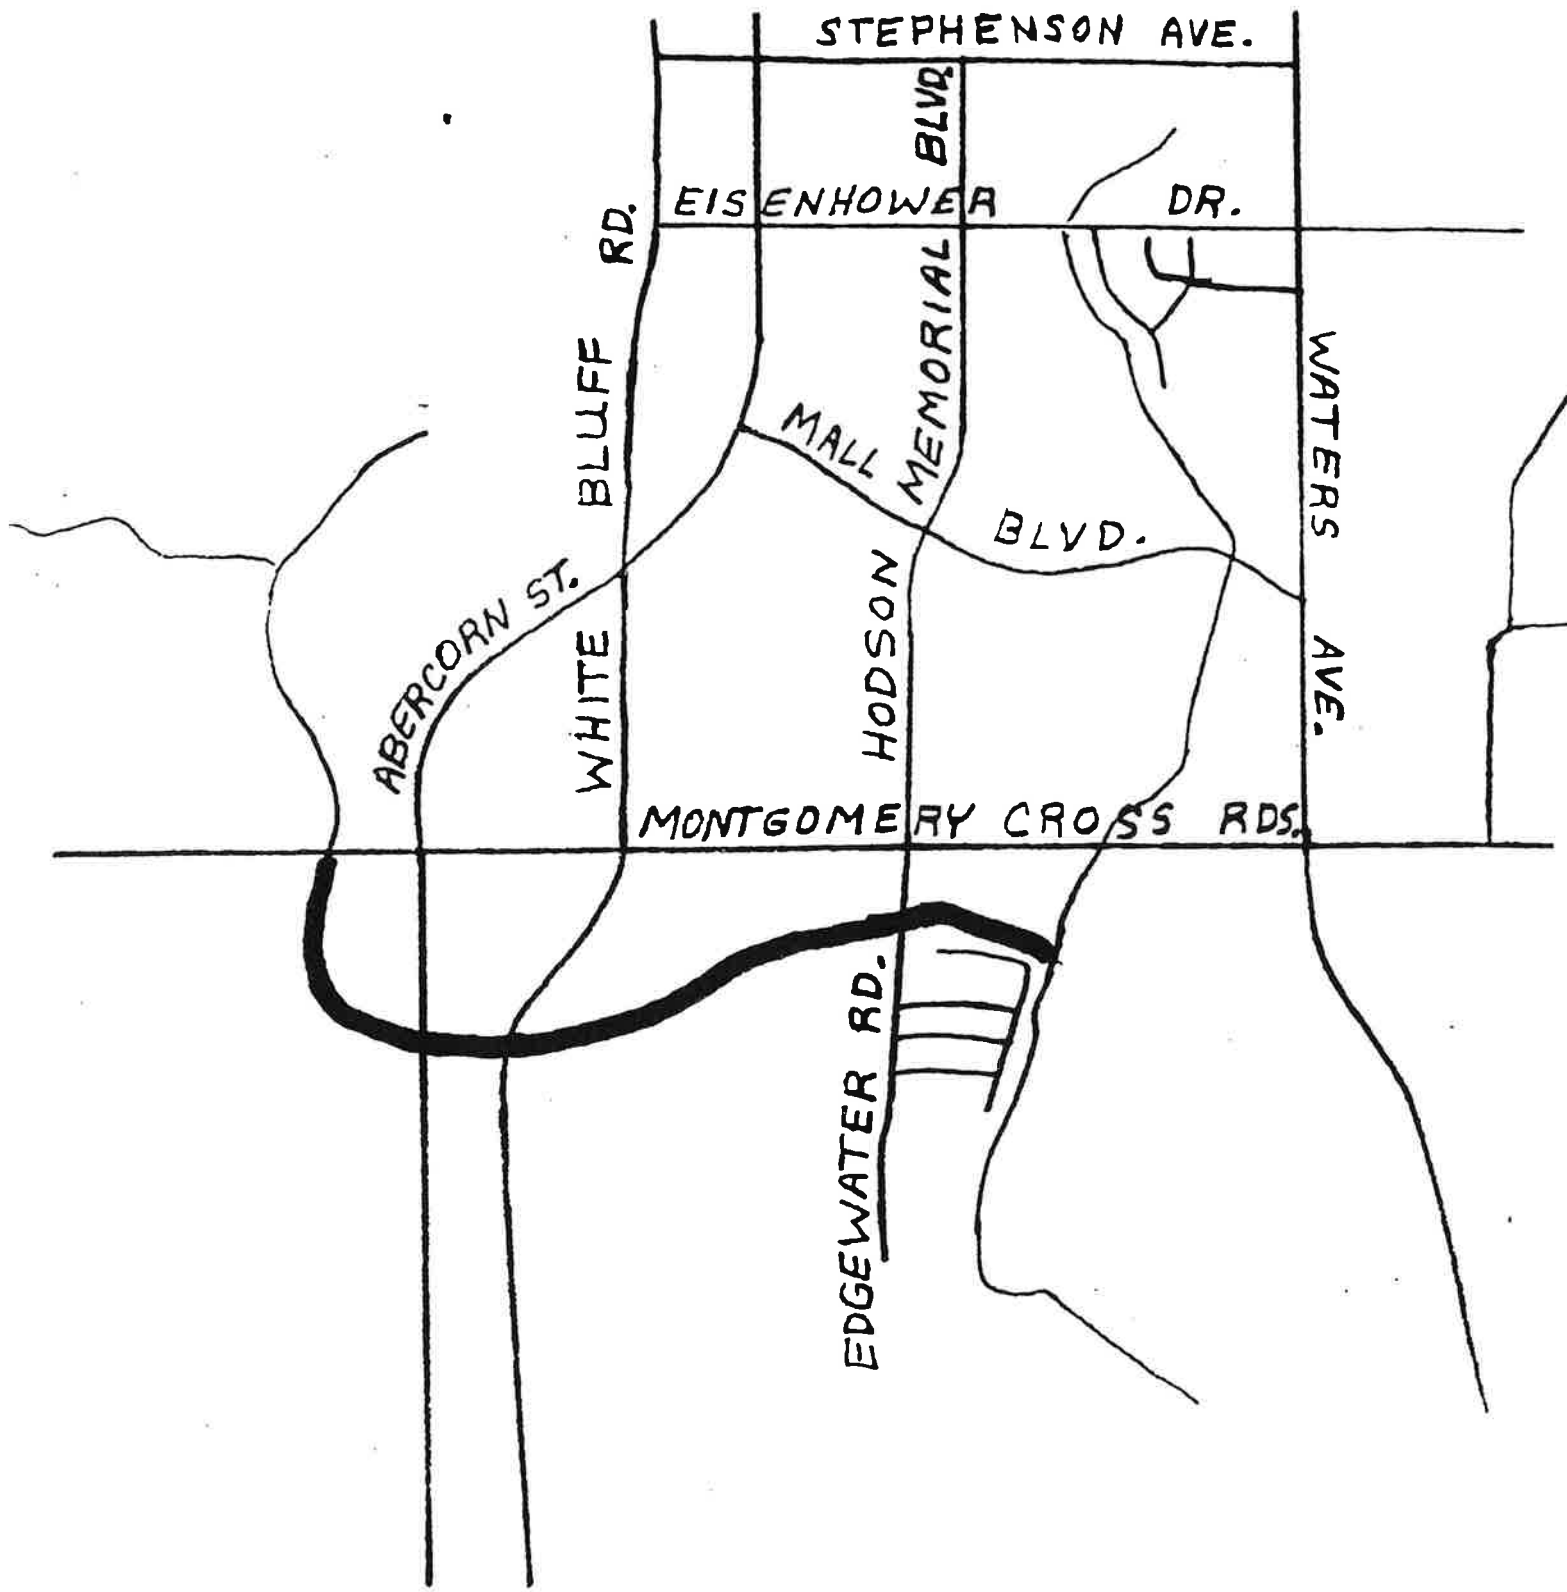 STEPHENSON AVE.
HODSON MEMORIAL BLVD.
EISENHOWER DR.
WHITE BLUFF RD.
WATERS AVE.
MALL BLVD.
ABERCORN ST.
MONTGOMERY CROSS RDS.
EDGEWATER RD.